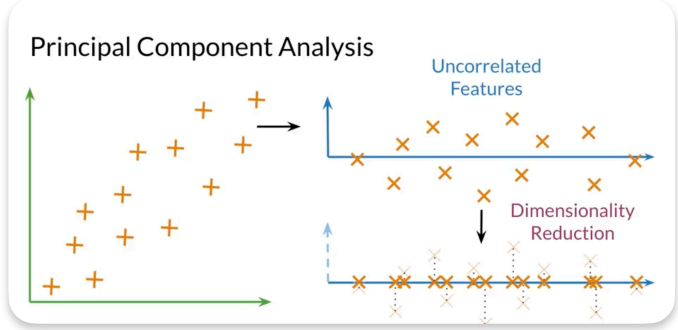 Principal Component Analysis
Uncorrelated
Features
Dimensionality
Reduction